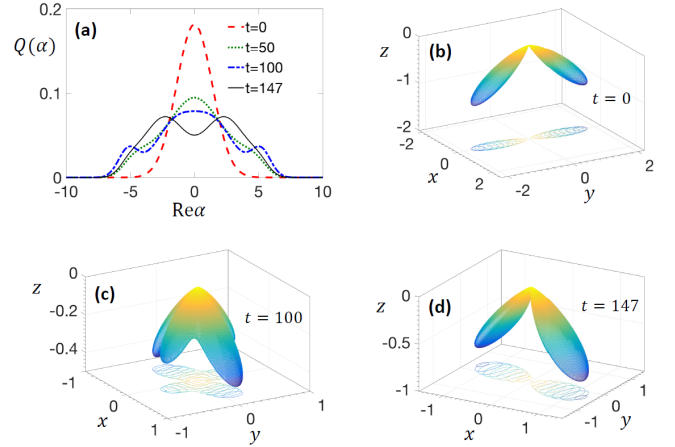 0.2
(a)
Q(α)
t=0
t=50
t=100
t=147
0.1
0
-10
-5
0
5
10
Reα
(b)
0
z
-1
-2
-2
0
2
x
-2
0
2
y
t = 0
(c)
0
z
-0.2
-0.4
-1
0
1
x
-1
0
1
y
t = 100
(d)
0
z
-0.5
-1
-1
0
1
x
-1
0
1
y
t = 147